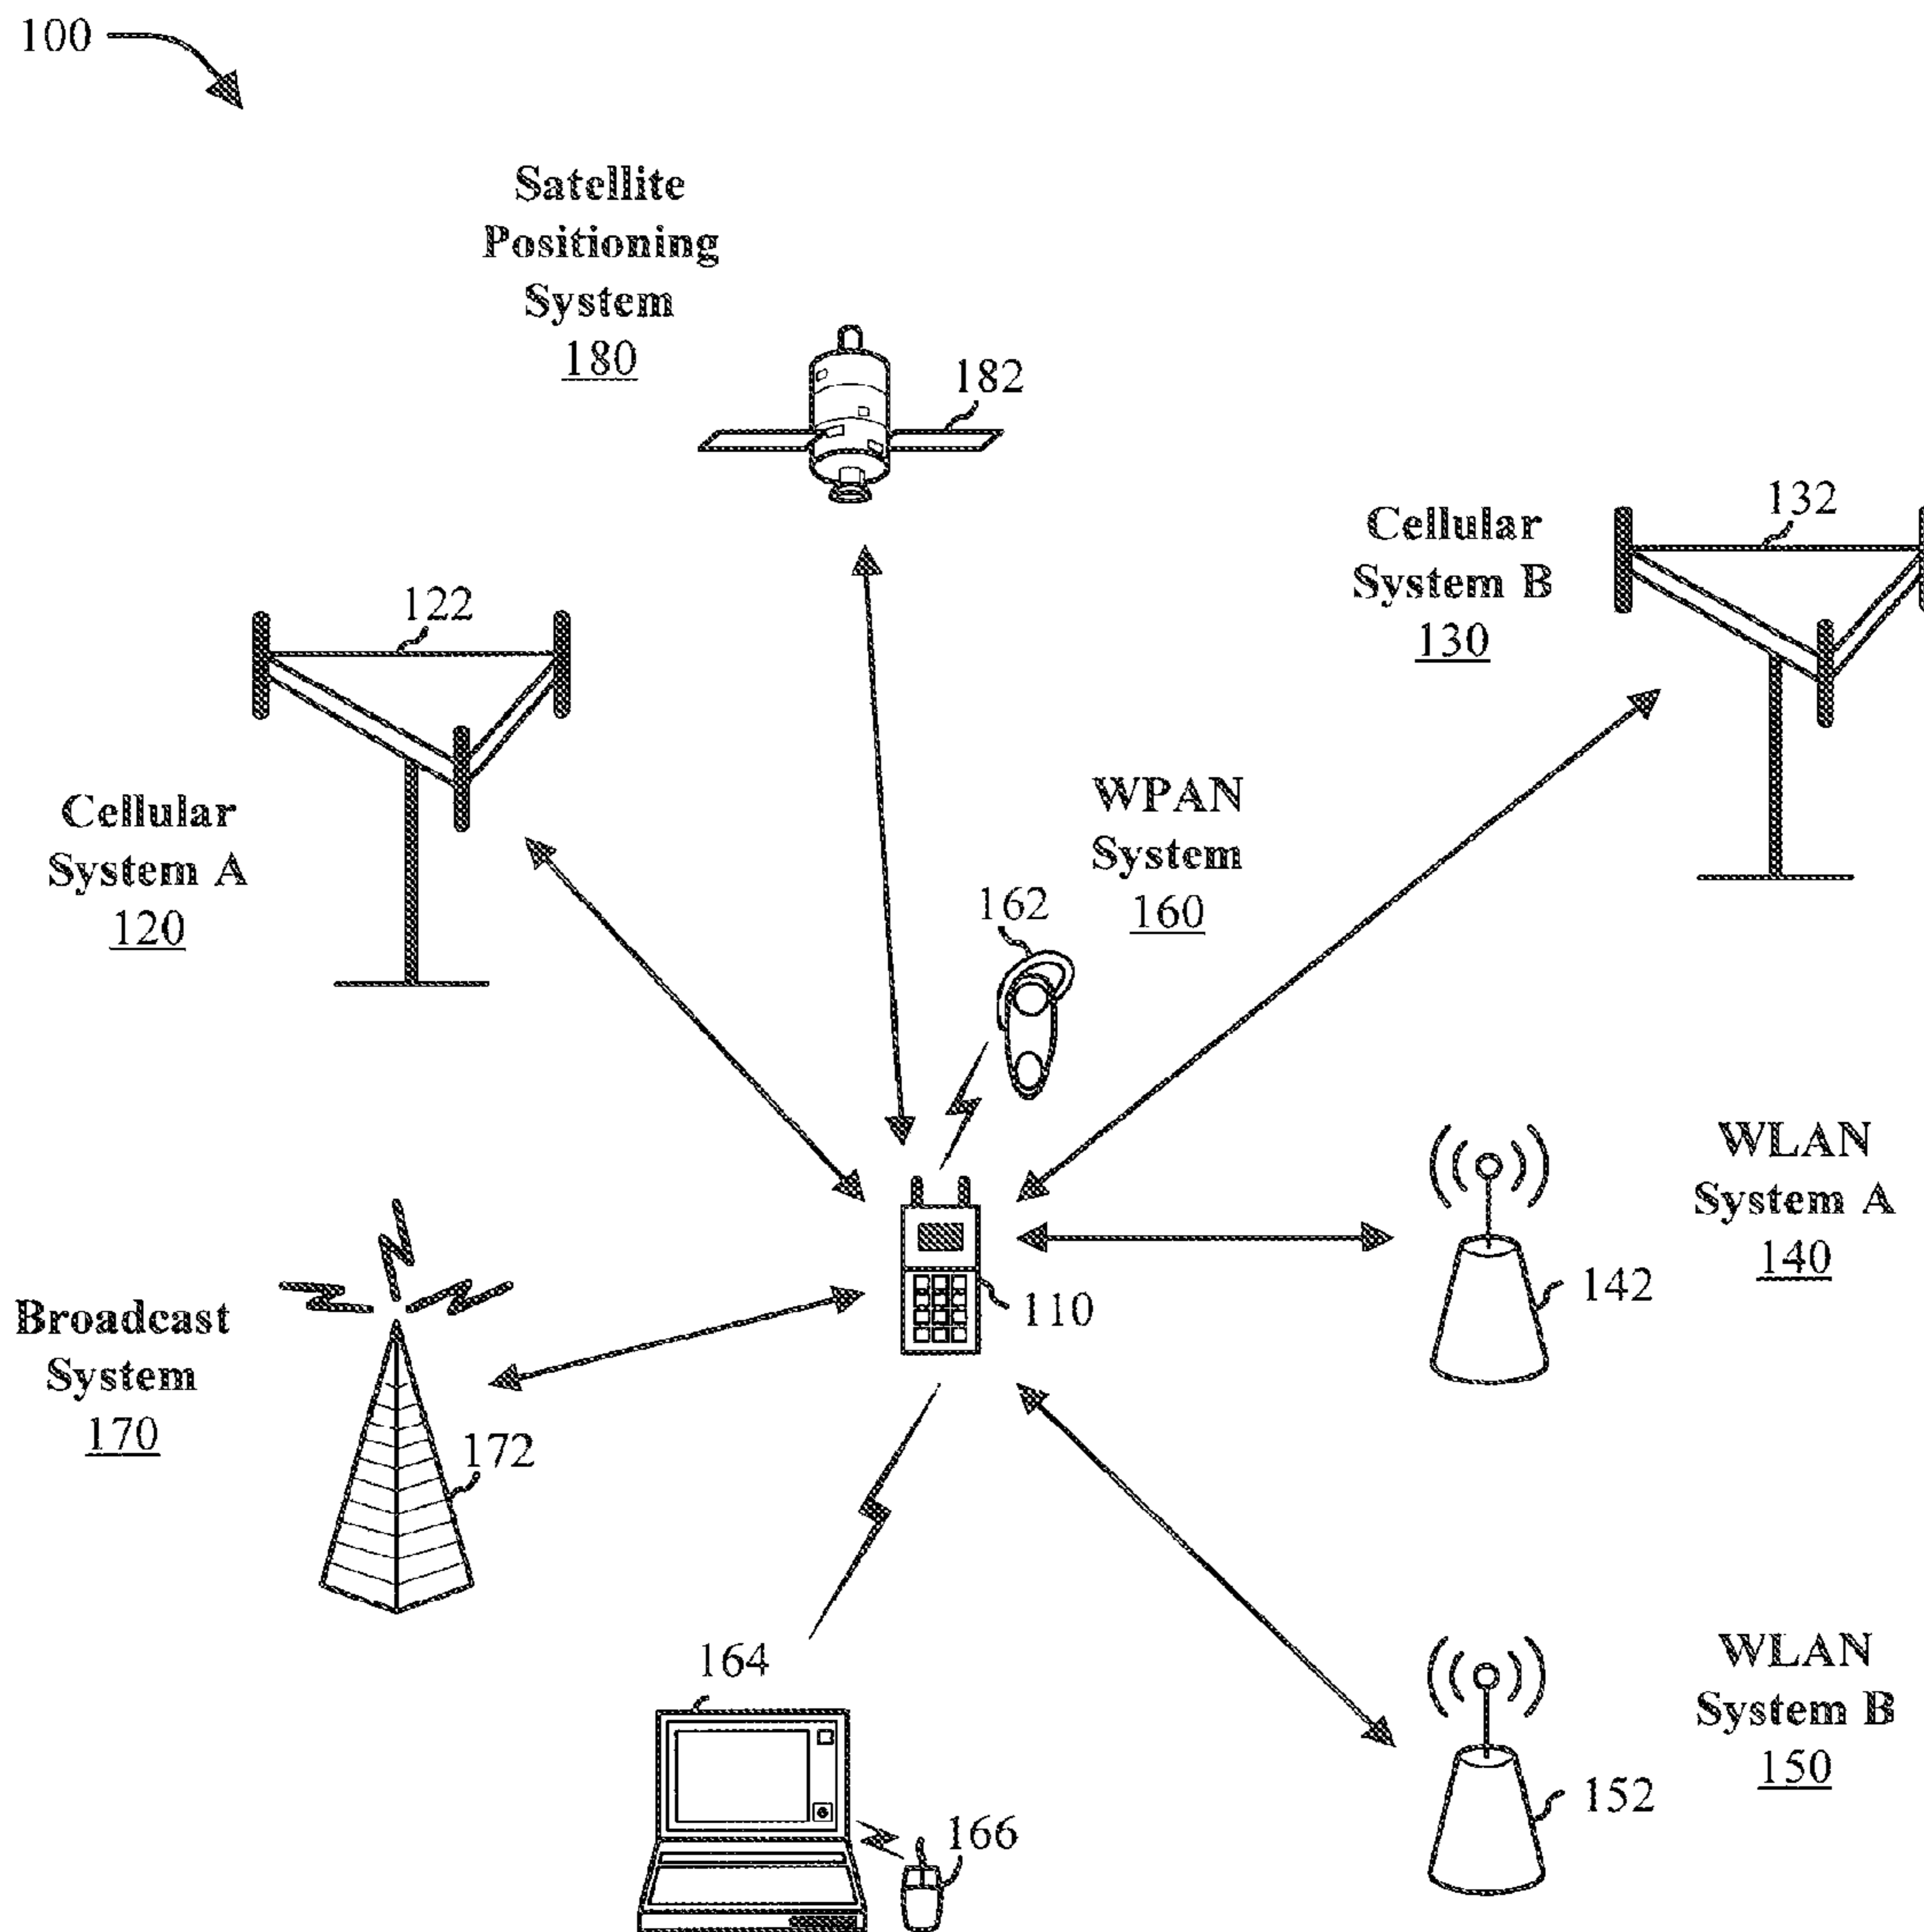 100
Satellite
Positioning
System
180
182
Cellular
System B
130
132
122
Cellular
System A
120
WPAN
System
160
162
WLAN
System A
140
142
110
Broadcast
System
170
172
164
166
WLAN
System B
150
152